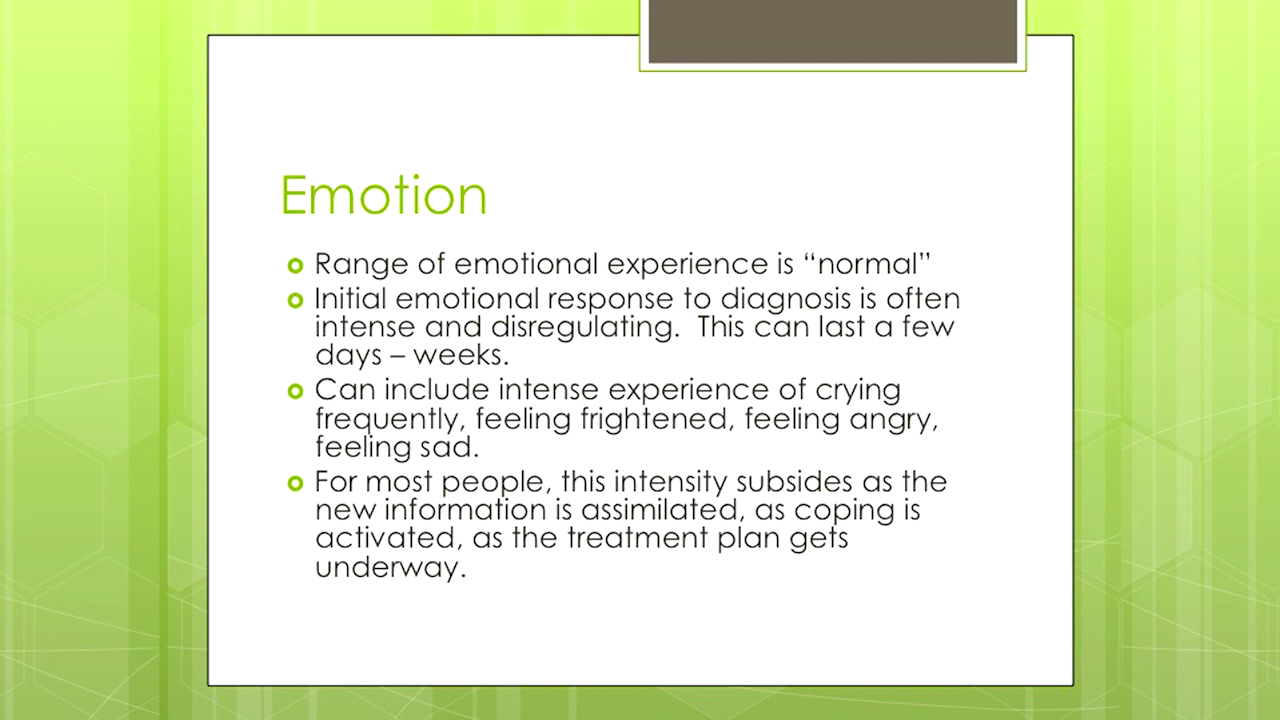 Emotion
Range of emotional experience is “normal”
Initial emotional response to diagnosis is often
intense and disregulating.  This can last a few
days – weeks.
Can include intense experience of crying
frequently, feeling frightened, feeling angry,
feeling sad.
For most people, this intensity subsides as the
new information is assimilated, as coping is
activated, as the treatment plan gets
underway.